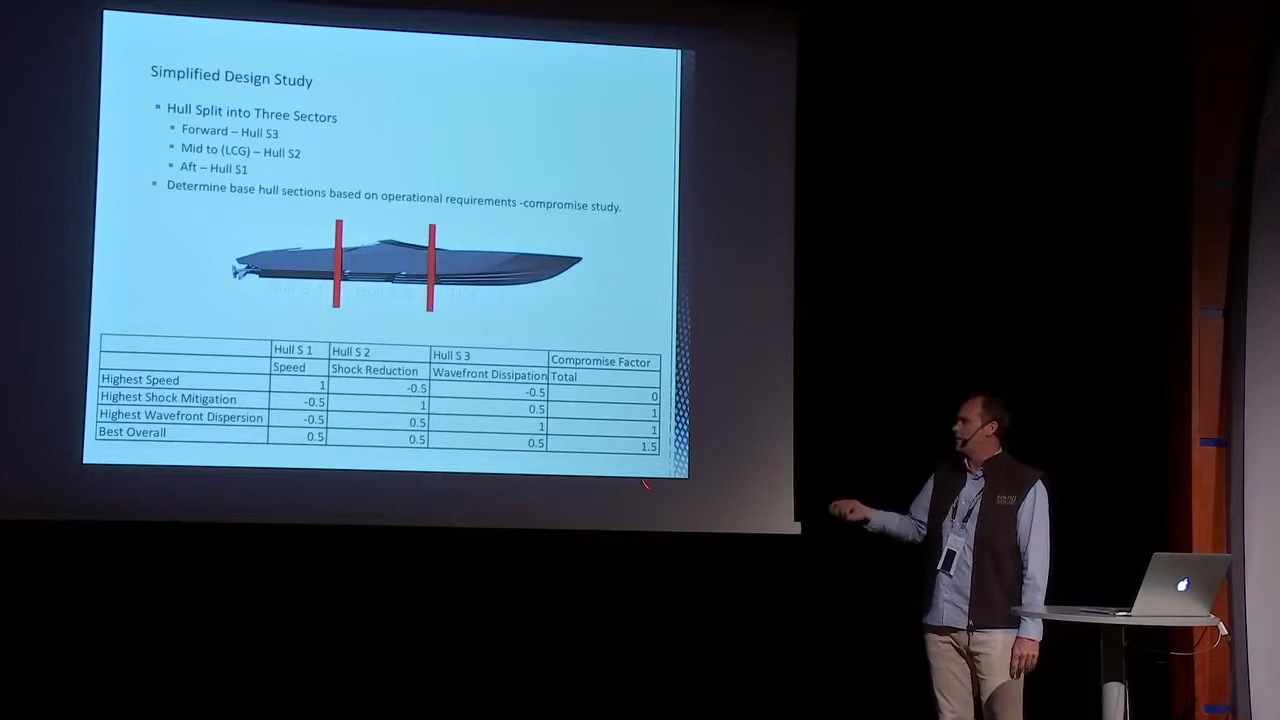 Simplified Design Study
▪ Hull Split into Three Sectors
▪ Forward – Hull S3
▪ Mid to (LCG) – Hull S2
▪ Aft – Hull S1
▪ Determine base hull sections based on operational requirements -compromise study.
Hull S 1 Hull S 2 Hull S 3 Compromise Factor
Speed Shock Reduction Wavefront Dissipation Total
Highest Speed 1 -0.5 -0.5 0
Highest Shock Mitigation -0.5 1 0.5 1
Highest Wavefront Dispersion -0.5 0.5 1 1
Best Overall 0.5 0.5 0.5 1.5